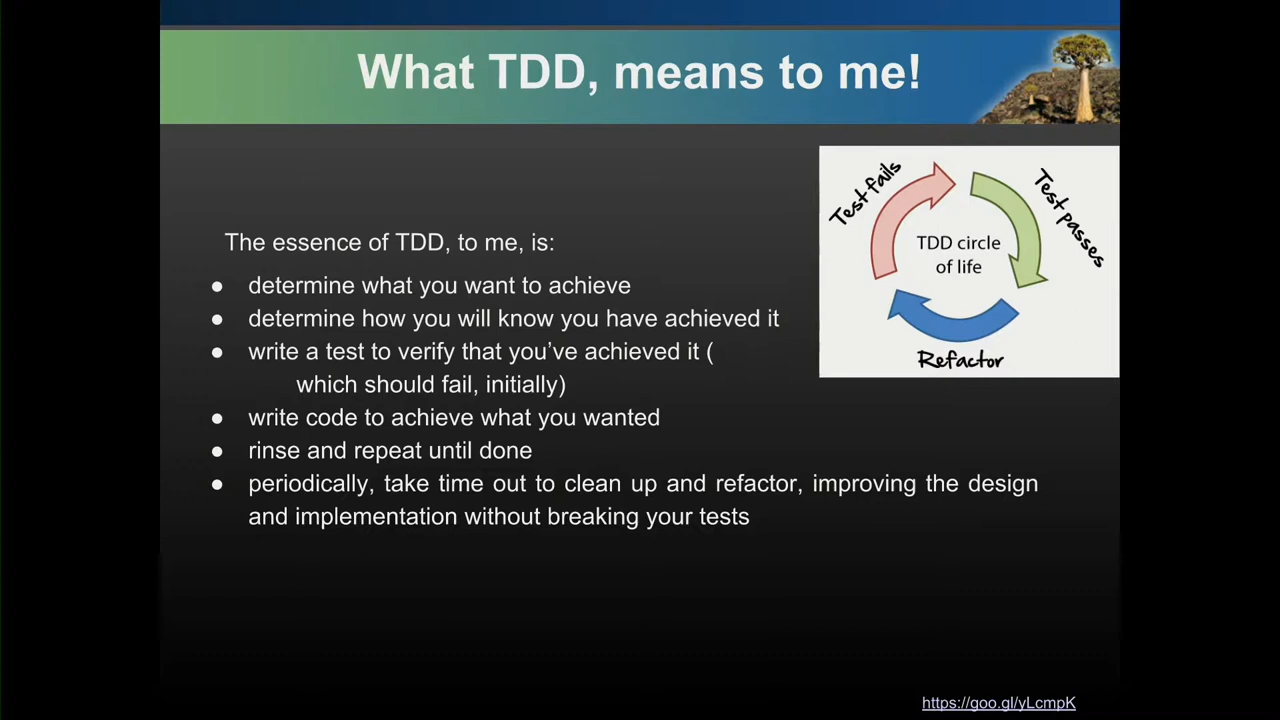 What TDD, means to me!
The essence of TDD, to me, is:
● determine what you want to achieve
● determine how you will know you have achieved it
● write a test to verify that you’ve achieved it (
which should fail, initially)
● write code to achieve what you wanted
● rinse and repeat until done
● periodically, take time out to clean up and refactor, improving the design
and implementation without breaking your tests
Test fails
Test passes
TDD circle
of life
Refactor
https://goo.gl/yLcmpK